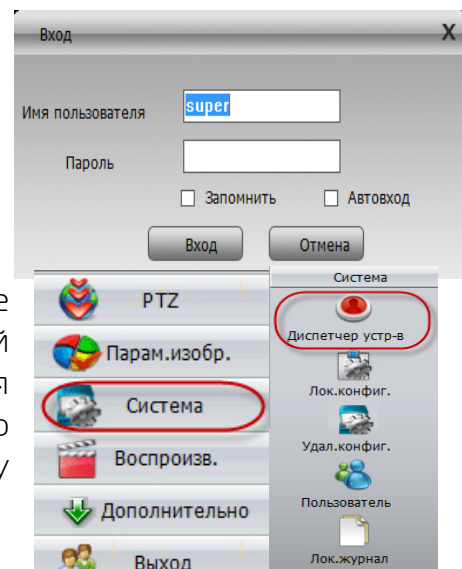 Вход X
Имя пользователя super
Пароль
Запомнить Автовход
Вход Отмена
е
й
я
о
у
PTZ
Парам.изобр.
Система
Воспроизв.
Дополнительно
Выход
Система
Диспетчер устр-в
Лок.конфиг.
Удал.конфиг.
Пользователь
Лок.журнал